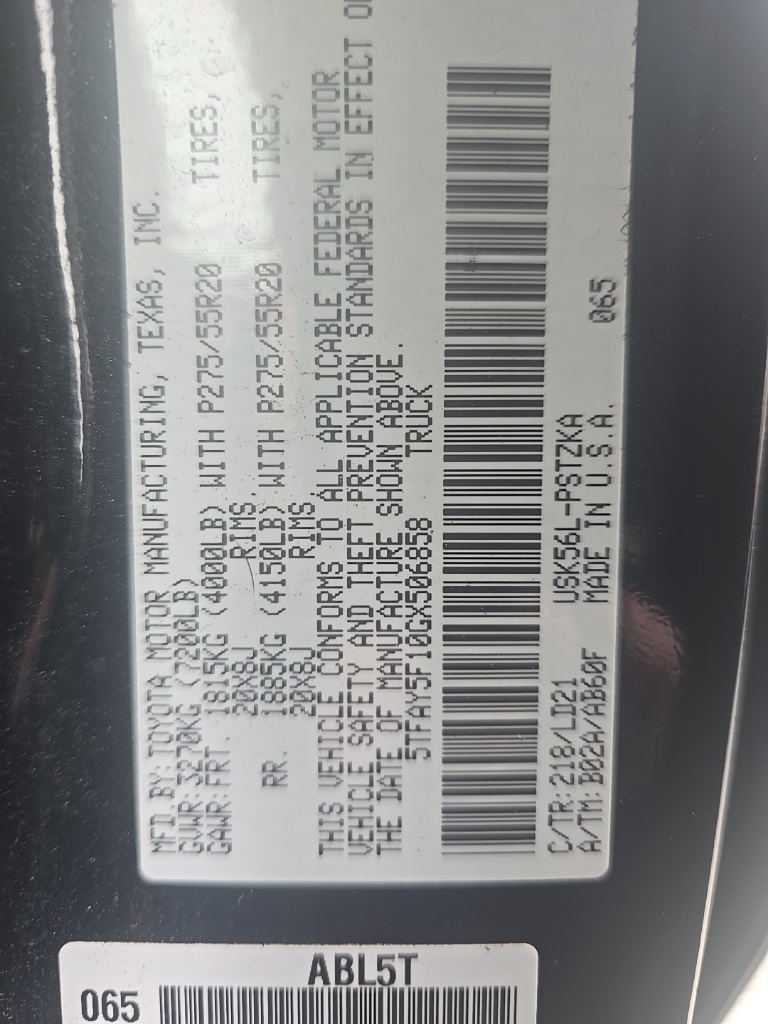 MFD BY: TOYOTA MOTOR MANUFACTURING, TEXAS, INC.
GVWR: 3270KG (7200LB)
GAWR: FRT. 1815KG (4000LB) WITH P275/55R20 TIRES,
20X8J RIMS,
RR. 1885KG (4150LB) WITH P275/55R20 TIRES,
20X8J RIMS
THIS VEHICLE CONFORMS TO ALL APPLICABLE FEDERAL MOTOR
VEHICLE SAFETY AND THEFT PREVENTION STANDARDS IN EFFECT
THE DATE OF MANUFACTURE SHOWN ABOVE.
5TFAY5F10GX506858 TRUCK
C/TR: 218/LD21 USK56L-PSTZKA 065
A/TM: B02A/AB60F MADE IN U.S.A.
ABL5T
065